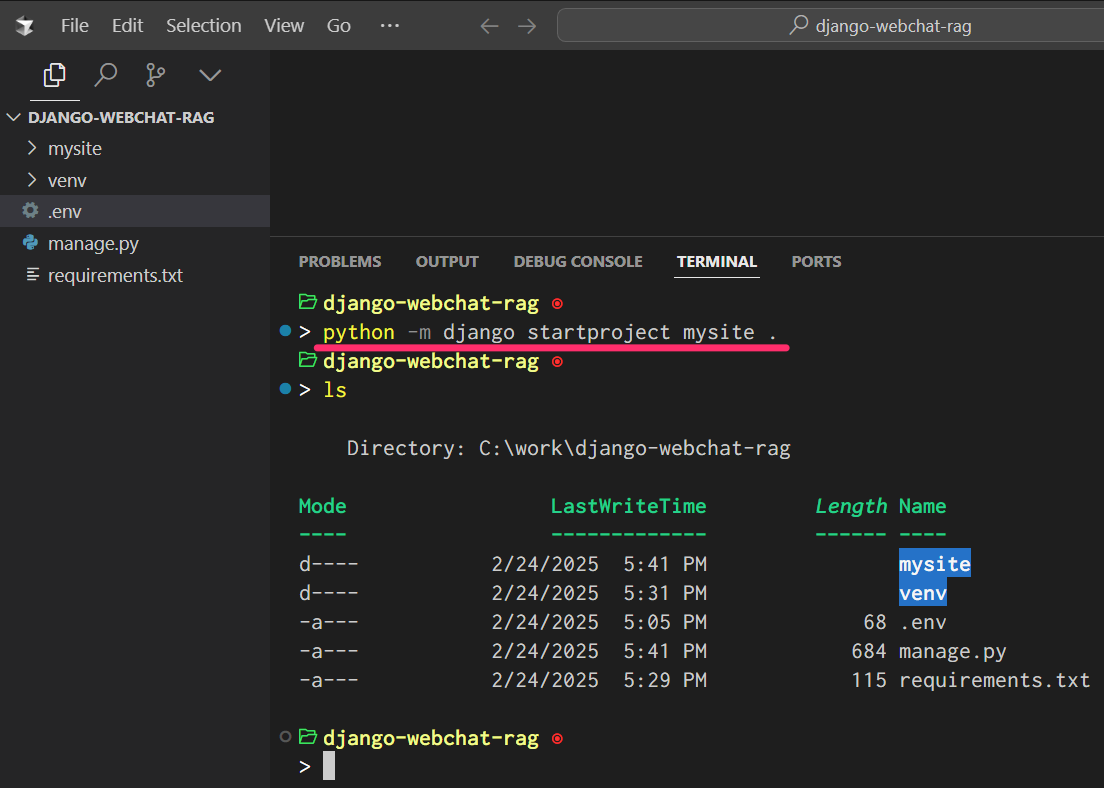 File Edit Selection View Go ···
django-webchat-rag
DJANGO-WEBCHAT-RAG
mysite
venv
.env
manage.py
requirements.txt
PROBLEMS OUTPUT DEBUG CONSOLE TERMINAL PORTS
django-webchat-rag
> python -m django startproject mysite .
django-webchat-rag
> ls
Directory: C:\work\django-webchat-rag
Mode LastWriteTime Length Name
---- ------------- ------ ----
d---- 2/24/2025 5:41 PM mysite
d---- 2/24/2025 5:31 PM venv
-a--- 2/24/2025 5:05 PM 68 .env
-a--- 2/24/2025 5:41 PM 684 manage.py
-a--- 2/24/2025 5:29 PM 115 requirements.txt
django-webchat-rag
>